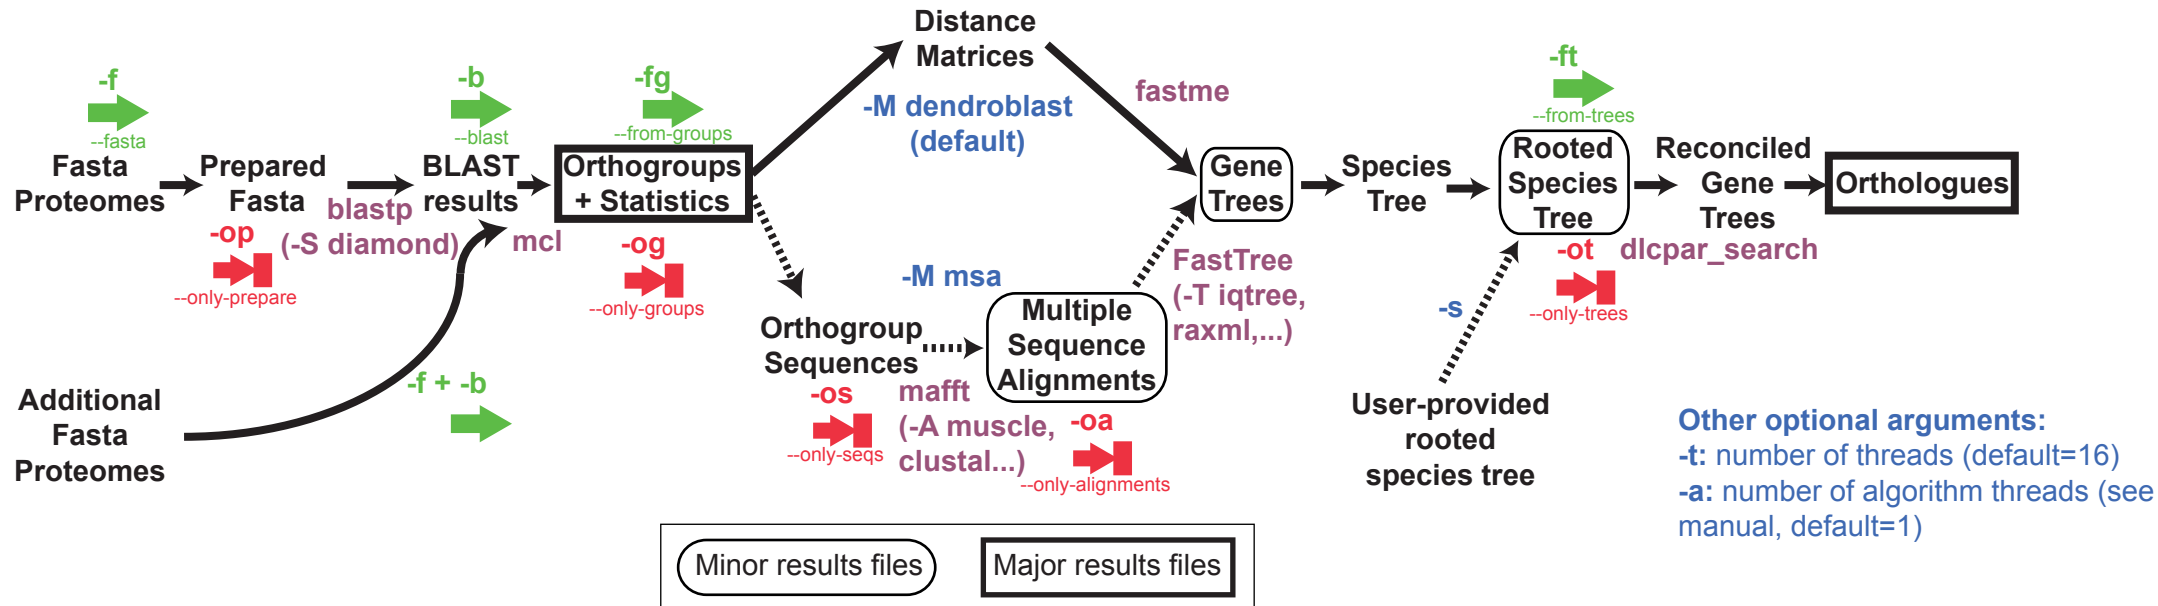 -f
--fasta
Fasta
Proteomes
Prepared
Fasta
-op
--only-prepare
blastp
(-S diamond)
-b
--blast
BLAST
results
mcl
-fg
--from-groups
Orthogroups
+ Statistics
-og
--only-groups
Additional
Fasta
Proteomes
-f + -b
Distance
Matrices
-M dendroblast
(default)
fastme
-M msa
Orthogroup
Sequences
-os
--only-seqs
mafft
(-A muscle,
clustal...)
Multiple
Sequence
Alignments
-oa
--only-alignments
FastTree
(-T iqtree,
raxml,...)
Gene
Trees
Species
Tree
-ft
--from-trees
Rooted
Species
Tree
-ot
--only-trees
-s
User-provided
rooted
species tree
Reconciled
Gene
Trees
dlcpar_search
Orthologues
Other optional arguments:
-t: number of threads (default=16)
-a: number of algorithm threads (see
manual, default=1)
Minor results files
Major results files